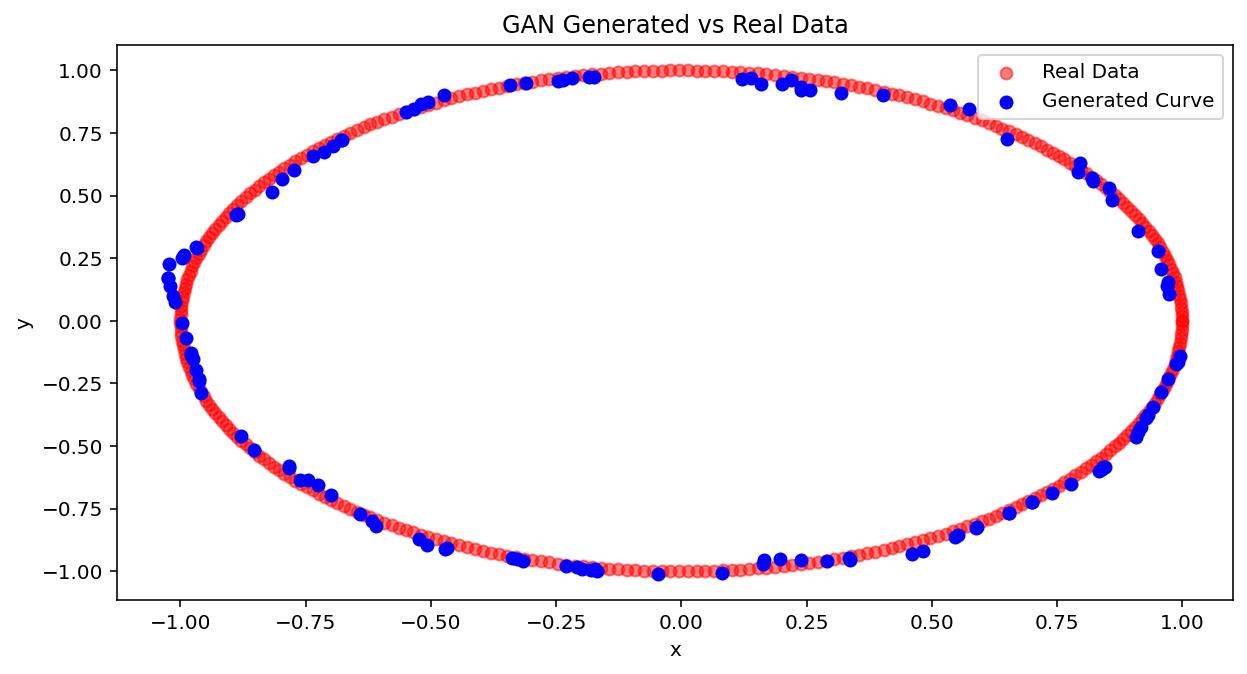 GAN Generated vs Real Data
Real Data
Generated Curve
1.00
0.75
0.50
0.25
0.00
−0.25
−0.50
−0.75
−1.00
y
−1.00 −0.75 −0.50 −0.25 0.00 0.25 0.50 0.75 1.00
x